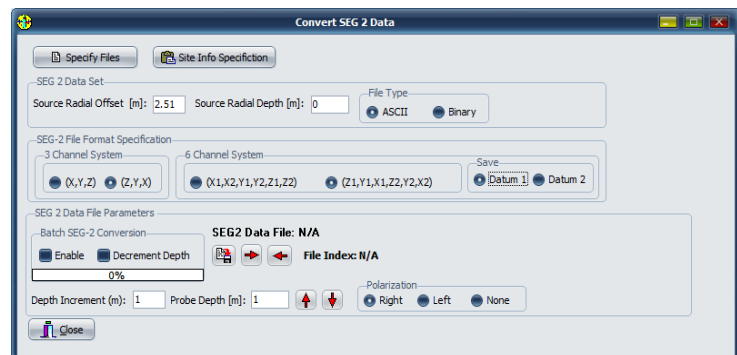 Convert SEG 2 Data
Specify Files Site Info Specifiction
SEG 2 Data Set
Source Radial Offset [m]: 2.51 Source Radial Depth [m]: 0
File Type
ASCII Binary
SEG-2 File Format Specification
3 Channel System
(X,Y,Z) (Z,Y,X)
6 Channel System
(X1,X2,Y1,Y2,Z1,Z2) (Z1,Y1,X1,Z2,Y2,X2)
Save
Datum 1 Datum 2
SEG 2 Data File Parameters
Batch SEG-2 Conversion
Enable Decrement Depth
0%
SEG2 Data File: N/A
File Index: N/A
Depth Increment (m): 1 Probe Depth [m]: 1
Polarization
Right Left None
Close